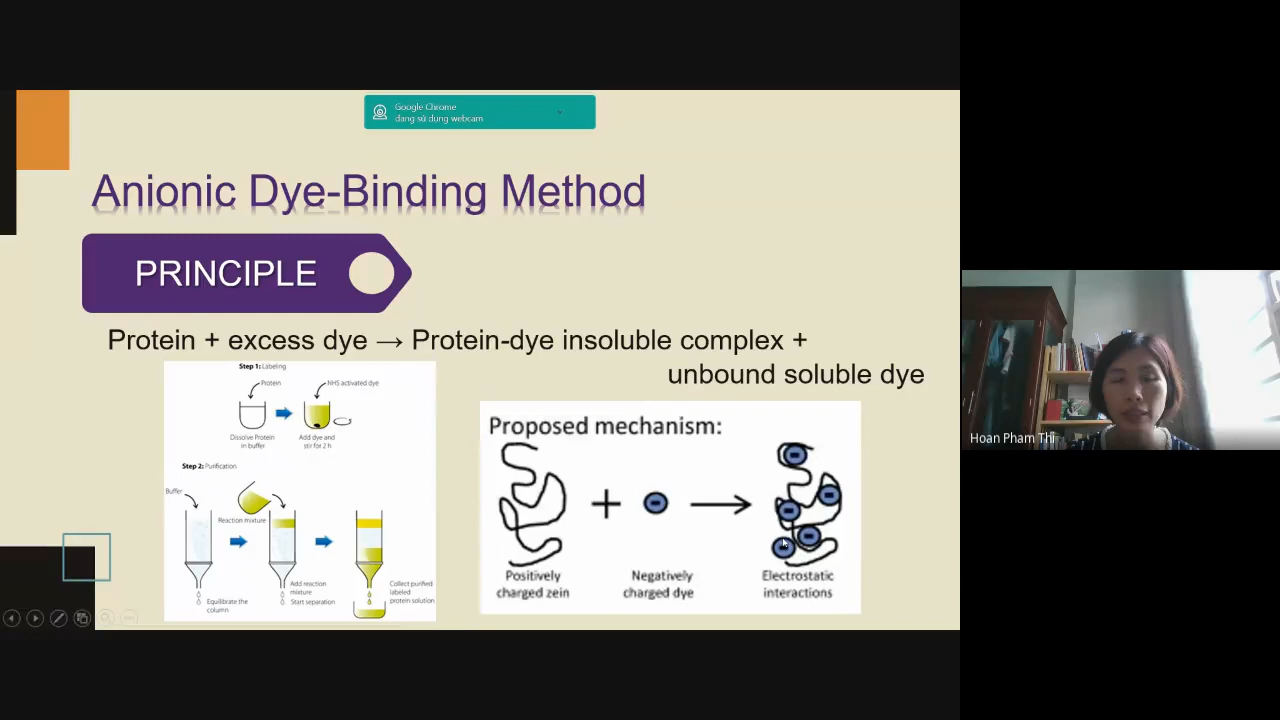 Google Chrome
đang sử dụng webcam
Anionic Dye-Binding Method
PRINCIPLE
Protein + excess dye → Protein-dye insoluble complex +
unbound soluble dye
Step 1: Labeling
Protein
NHS activated dye
Dissolve Protein
in buffer
Add dye and
stir for 2 h
Step 2: Purification
Buffer
Reaction mixture
Equilibrate the
column
Add reaction
mixture
Start separation
Collect purified
labeled
protein solution
Proposed mechanism:
Positively
charged zein
Negatively
charged dye
Electrostatic
interactions
Hoan Pham Thi